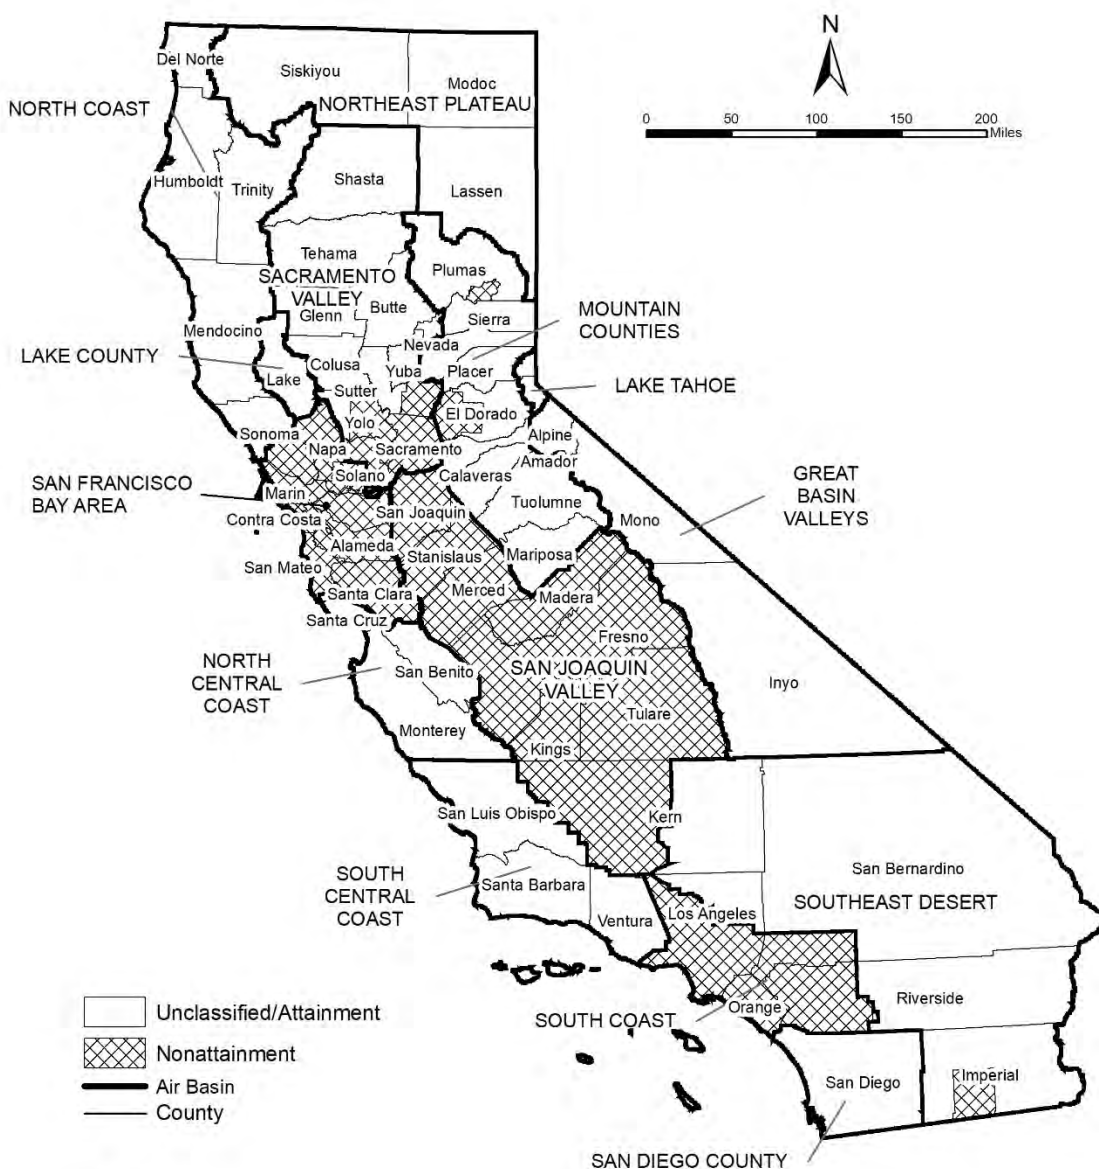 N
0 50 100 150 200
Miles
Del Norte
Siskiyou
Modoc
NORTH COAST
NORTHEAST PLATEAU
Humboldt
Trinity
Shasta
Lassen
Tehama
Plumas
SACRAMENTO
VALLEY
Butte
Glenn
Sierra
MOUNTAIN
COUNTIES
Mendocino
Nevada
LAKE COUNTY
Colusa
Yuba
Placer
Lake
LAKE TAHOE
Sutter
El Dorado
Yolo
Sonoma
Alpine
Napa
Sacramento
Amador
Solano
Calaveras
SAN FRANCISCO
BAY AREA
Marin
Tuolumne
GREAT
BASIN
VALLEYS
San Joaquin
Mono
Contra Costa
Alameda
Stanislaus
Mariposa
San Mateo
Santa Clara
Merced
Madera
Santa Cruz
Fresno
NORTH
CENTRAL
COAST
San Benito
SAN JOAQUIN
VALLEY
Inyo
Tulare
Monterey
Kings
San Luis Obispo
Kern
SOUTH
CENTRAL
COAST
Santa Barbara
San Bernardino
SOUTHEAST DESERT
Ventura
Los Angeles
Riverside
Orange
SOUTH COAST
Unclassified/Attainment
Nonattainment
Air Basin
County
San Diego
Imperial
SAN DIEGO COUNTY